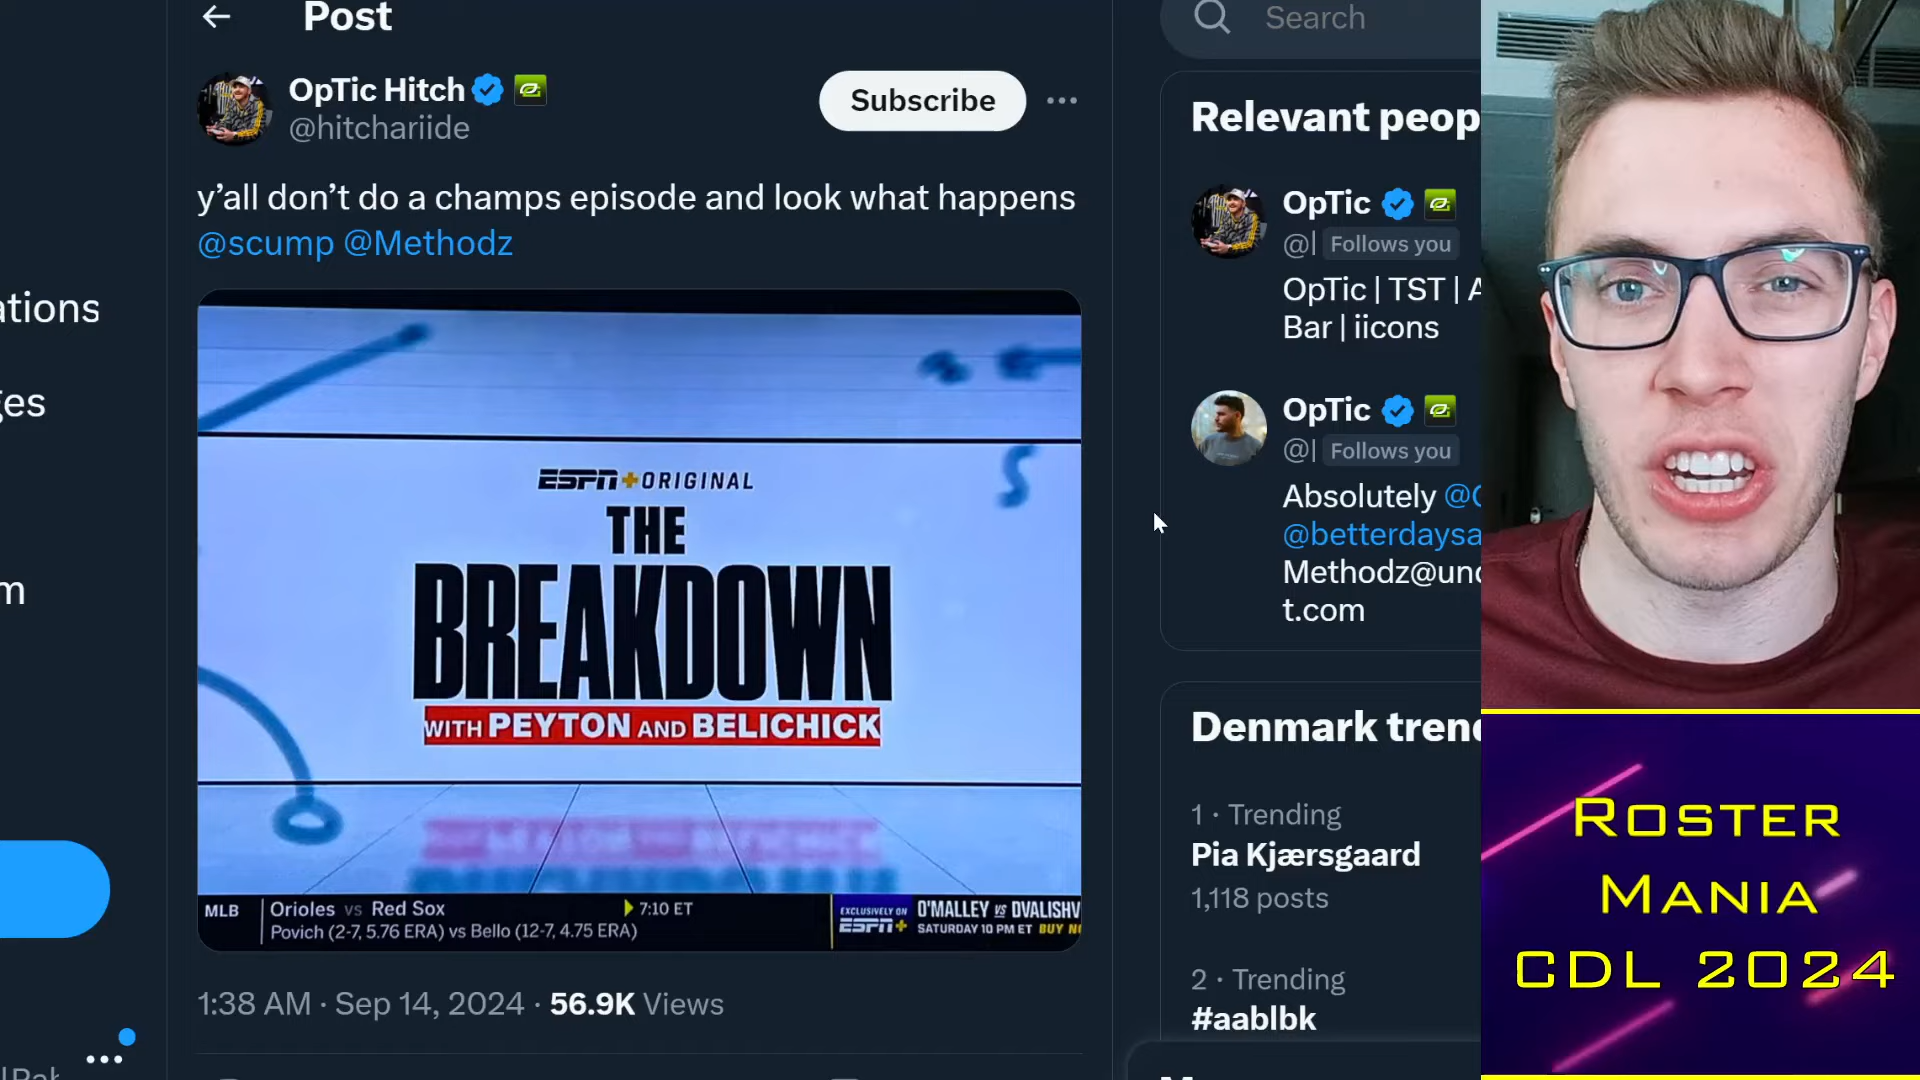 ations
ges
m
Post
OpTic Hitch
@hitchariide
Subscribe
y’all don’t do a champs episode and look what happens
@scump @Methodz
ESPN+ ORIGINAL
THE
BREAKDOWN
WITH PEYTON AND BELICHICK
MLB
Orioles vs Red Sox
7:10 ET
Povich (2-7, 5.76 ERA) vs Bello (12-7, 4.75 ERA)
EXCLUSIVELY ON
ESPN+
O'MALLEY VS DVALISHV
SATURDAY 10 PM ET BUY N
1:38 AM · Sep 14, 2024 · 56.9K Views
Search
Relevant peop
OpTic
@ Follows you
OpTic | TST | A
Bar | iicons
OpTic
@ Follows you
Absolutely @
@betterdaysa
Methodz@und
t.com
Denmark trend
1 · Trending
Pia Kjærsgaard
1,118 posts
2 · Trending
#aablbk
ROSTER
MANIA
CDL 2024